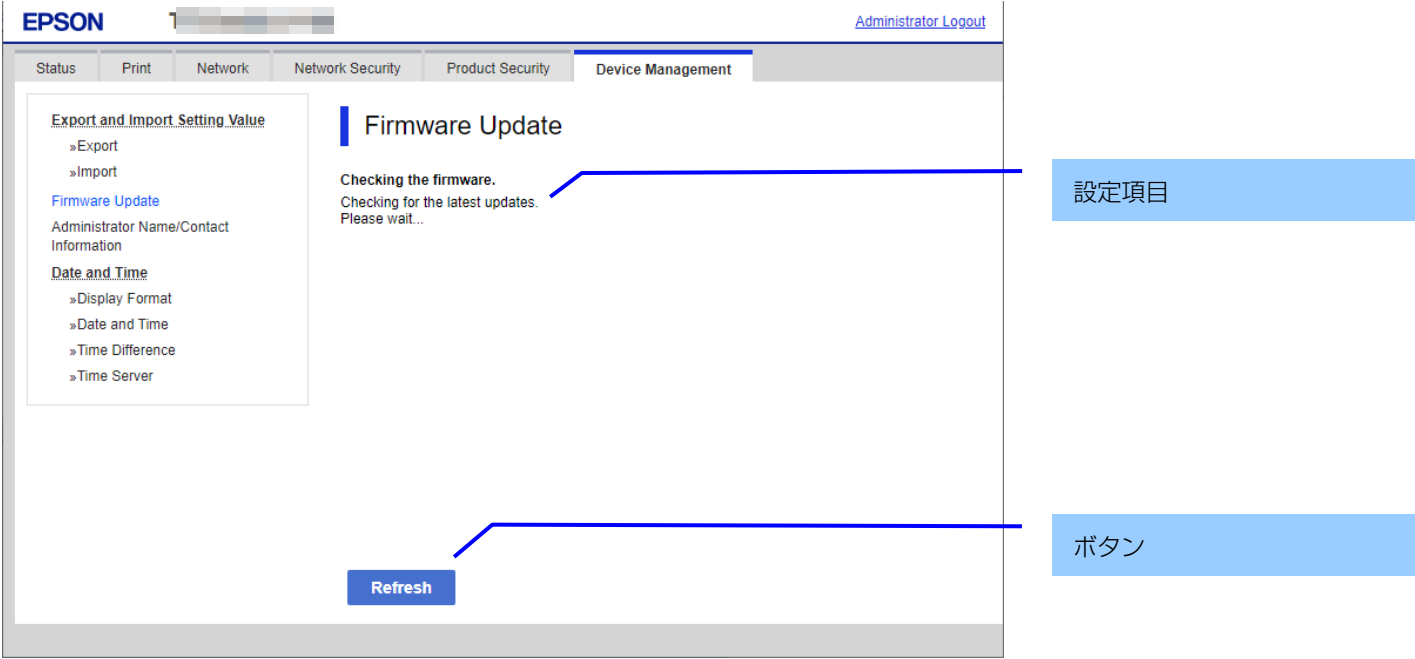 EPSON
Administrator Logout
Status Print Network Network Security Product Security Device Management
Export and Import Setting Value
»Export
»Import
Firmware Update
Administrator Name/Contact
Information
Date and Time
»Display Format
»Date and Time
»Time Difference
»Time Server
Firmware Update
Checking the firmware.
Checking for the latest updates.
Please wait...
Refresh
設定項目
ボタン